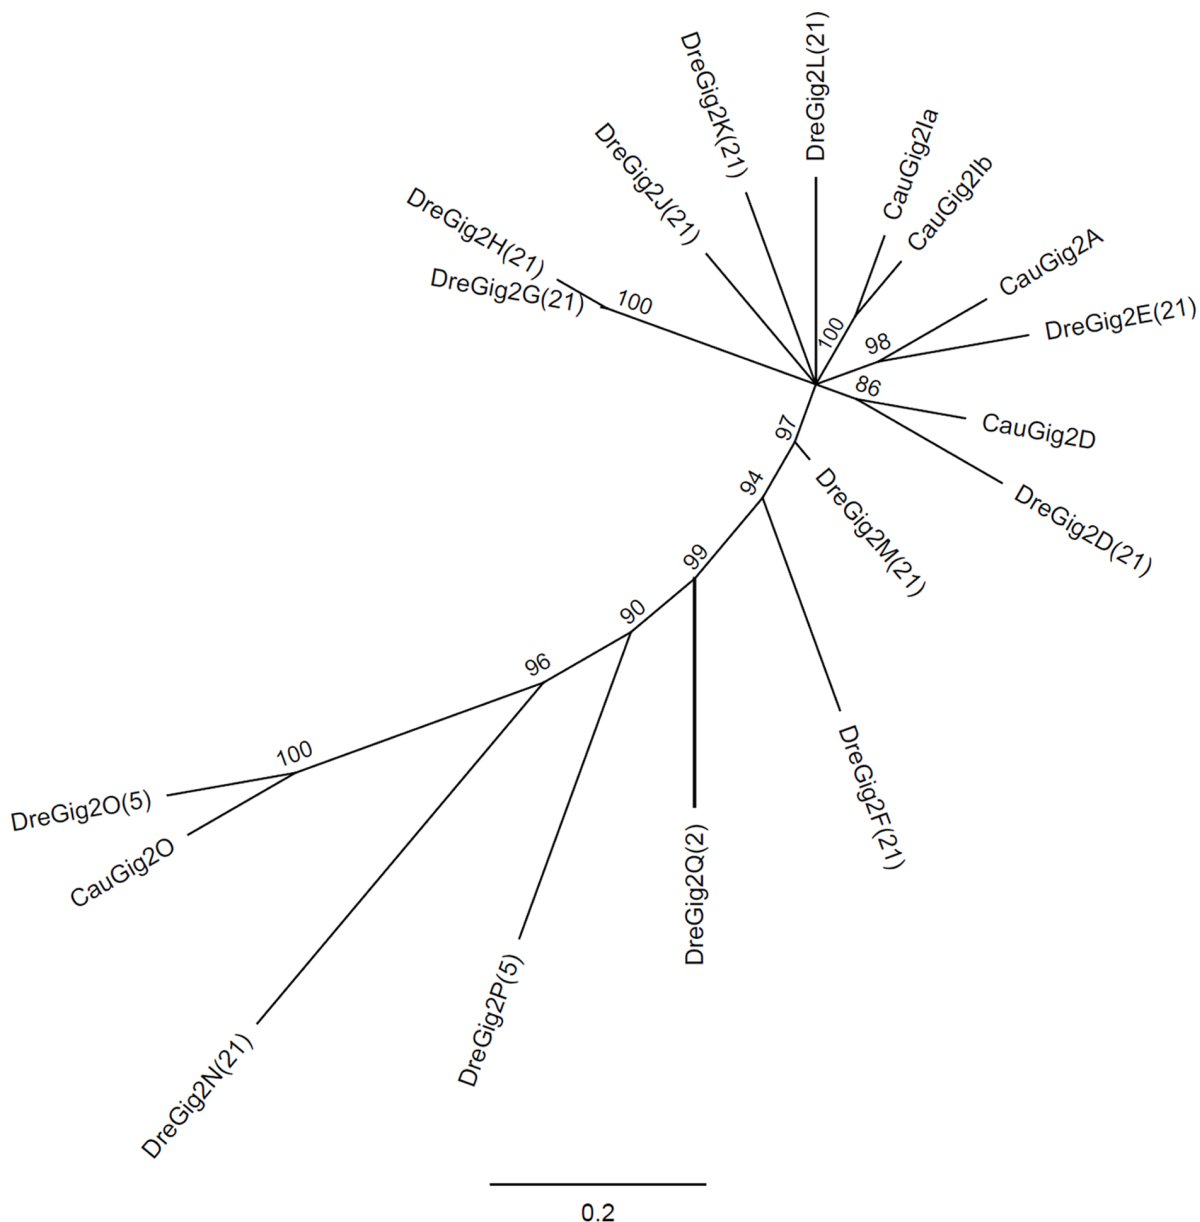 DreGig2L(21)
DreGig2K(21)
CauGig2Ia
DreGig2J(21)
CauGig2Ib
DreGig2H(21)
CauGig2A
DreGig2G(21)
100
DreGig2E(21)
100
98
86
CauGig2D
97
DreGig2M(21)
DreGig2D(21)
94
99
90
96
100
DreGig2F(21)
DreGig2O(5)
CauGig2O
DreGig2Q(2)
DreGig2P(5)
DreGig2N(21)
0.2